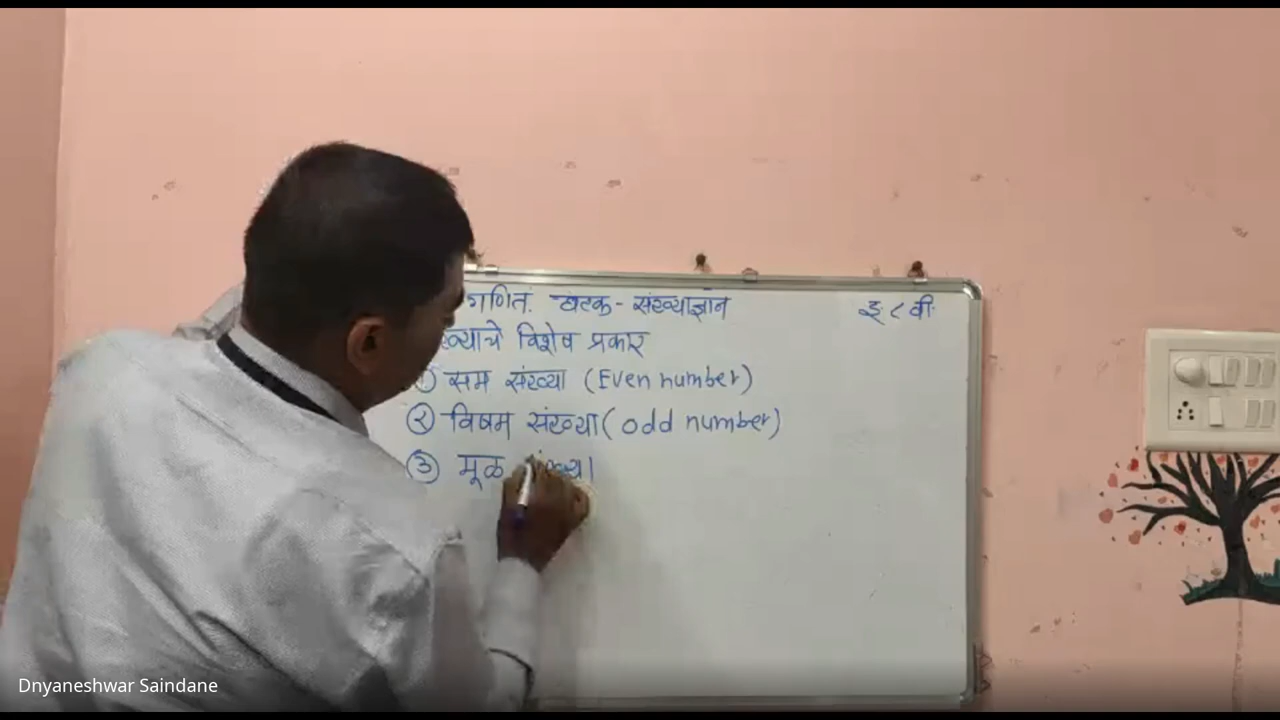 गणित. घटक - संख्याज्ञान इ ८ वी.
ख्याचे विशेष प्रकार
① सम संख्या (Even number)
② विषम संख्या ( odd number)
③ मूळ संख्या
Dnyaneshwar Saindane